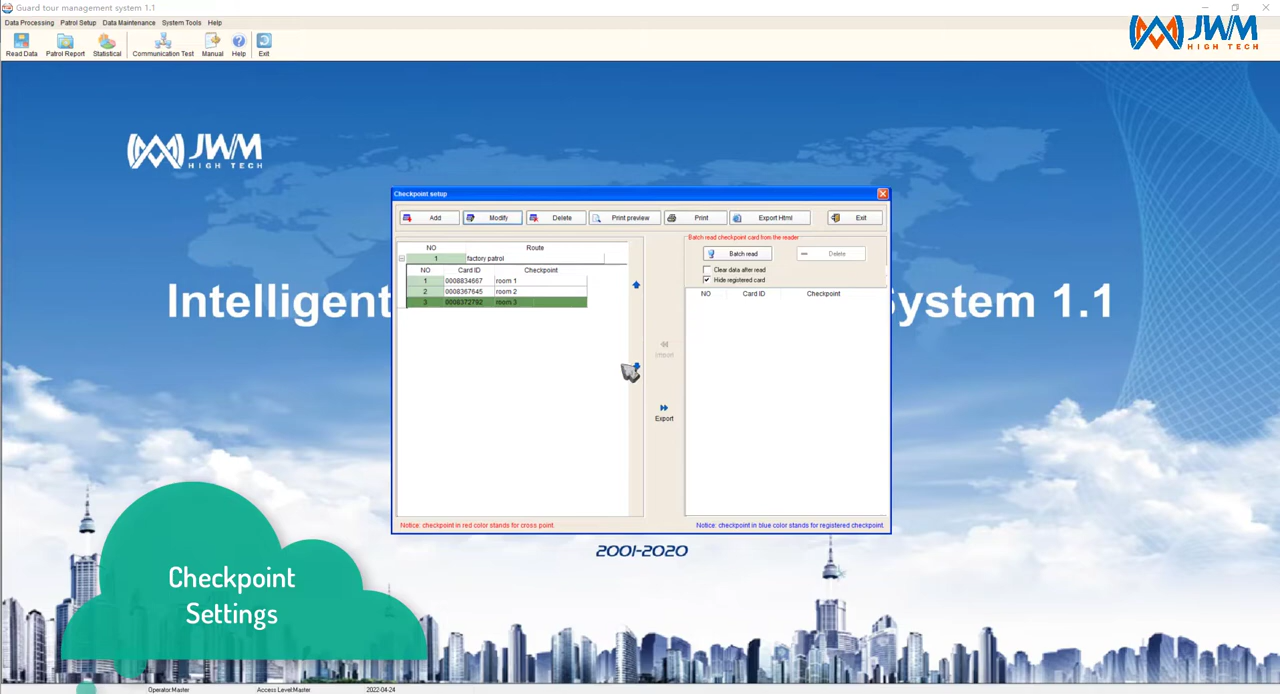 Guard tour management system 1.1
Data Processing Patrol Setup Data Maintenance System Tools Help
Read Data Patrol Report Statistical Communication Test Manual Help Exit
JWM
HIGH TECH
JWM
HIGH TECH
Intelligent
System 1.1
Checkpoint setup
Add Modify Delete Print preview Print Export Html Exit
NO Route
1 factory patrol
NO Card ID Checkpoint
1 0008834667 room 1
2 0008367645 room 2
3 0008372782 room 3
Import
Export
Batch read checkpoint card from the reader
Batch read Delete
Clear data after read
Hide registered card
NO Card ID Checkpoint
Notice: checkpoint in red color stands for cross point.
Notice: checkpoint in blue color stands for registered checkpoint.
2001-2020
Checkpoint
Settings
Operator:Master Access Level:Master 2022-04-24